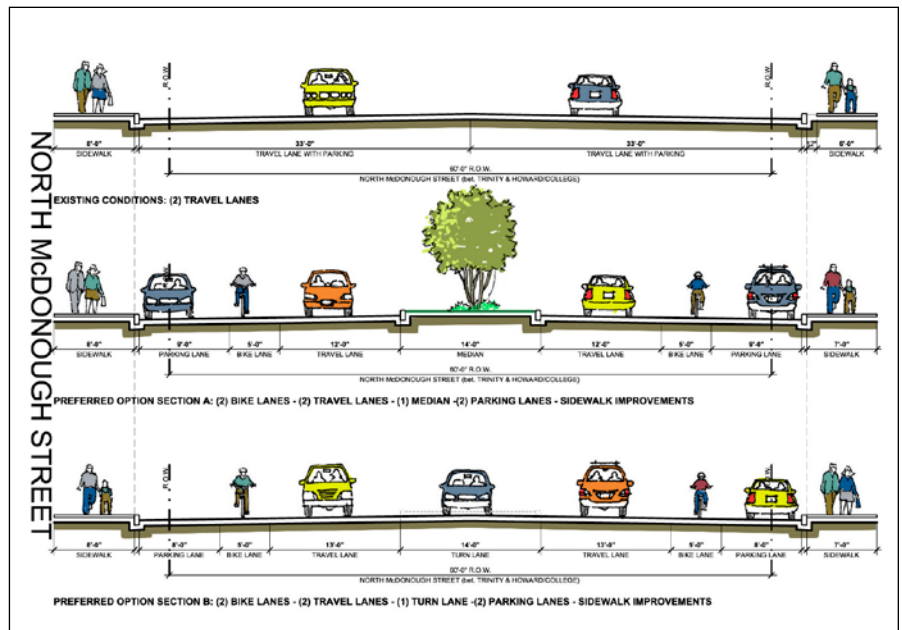 NORTH McDONOUGH STREET
R.O.W. R.O.W.
8'-0" 33'-0" 33'-0" 6'-0"
SIDEWALK TRAVEL LANE WITH PARKING TRAVEL LANE WITH PARKING SIDEWALK
60'-0" R.O.W.
NORTH McDONOUGH STREET (bet. TRINITY & HOWARD/COLLEGE)
EXISTING CONDITIONS: (2) TRAVEL LANES
8'-0" 9'-0" 5'-0" 12'-0" 14'-0" 12'-0" 5'-0" 9'-0" 7'-0"
SIDEWALK PARKING LANE BIKE LANE TRAVEL LANE MEDIAN TRAVEL LANE BIKE LANE PARKING LANE SIDEWALK
60'-0" R.O.W.
NORTH McDONOUGH STREET (bet. TRINITY & HOWARD/COLLEGE)
PREFERRED OPTION SECTION A: (2) BIKE LANES - (2) TRAVEL LANES - (1) MEDIAN -(2) PARKING LANES - SIDEWALK IMPROVEMENTS
R.O.W. R.O.W.
8'-0" 8'-0" 5'-0" 13'-0" 14'-0" 13'-0" 5'-0" 8'-0" 7'-0"
SIDEWALK PARKING LANE BIKE LANE TRAVEL LANE TURN LANE TRAVEL LANE BIKE LANE PARKING LANE SIDEWALK
60'-0" R.O.W.
NORTH McDONOUGH STREET (bet. TRINITY & HOWARD/COLLEGE)
PREFERRED OPTION SECTION B: (2) BIKE LANES - (2) TRAVEL LANES - (1) TURN LANE -(2) PARKING LANES - SIDEWALK IMPROVEMENTS